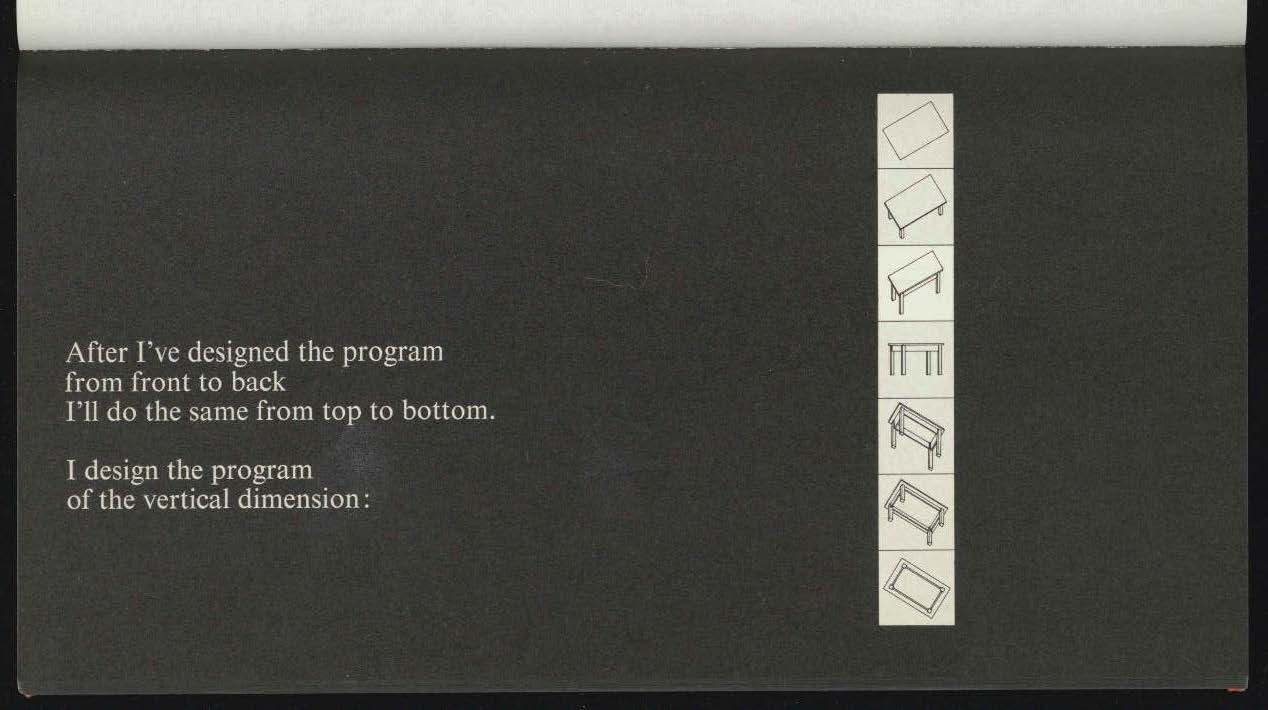 After I’ve designed the program
from front to back
I’ll do the same from top to bottom.
I design the program
of the vertical dimension: